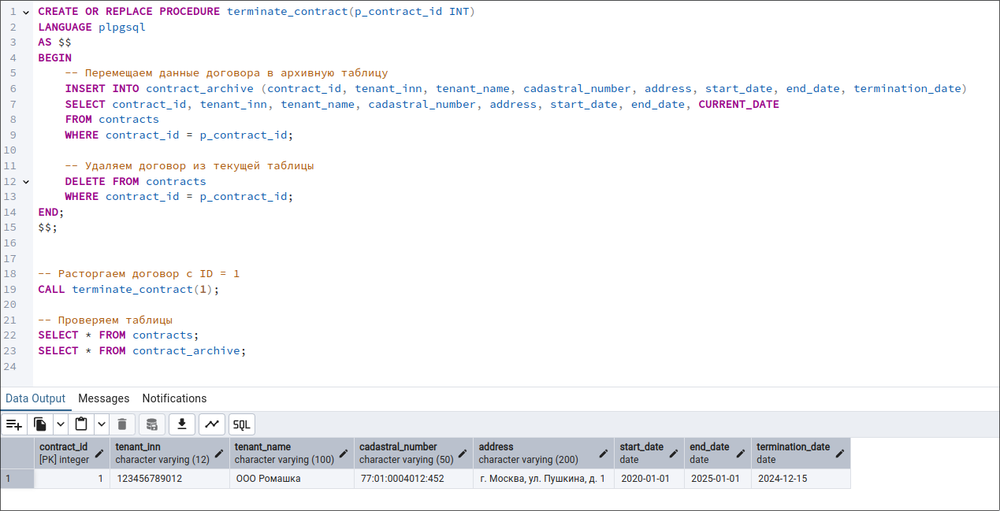 1 CREATE OR REPLACE PROCEDURE terminate_contract(p_contract_id INT)
2 LANGUAGE plpgsql
3 AS $$
4 BEGIN
5 -- Перемещаем данные договора в архивную таблицу
6 INSERT INTO contract_archive (contract_id, tenant_inn, tenant_name, cadastral_number, address, start_date, end_date, termination_date)
7 SELECT contract_id, tenant_inn, tenant_name, cadastral_number, address, start_date, end_date, CURRENT_DATE
8 FROM contracts
9 WHERE contract_id = p_contract_id;
10
11 -- Удаляем договор из текущей таблицы
12 DELETE FROM contracts
13 WHERE contract_id = p_contract_id;
14 END;
15 $$;
16
17
18 -- Расторгаем договор с ID = 1
19 CALL terminate_contract(1);
20
21 -- Проверяем таблицы
22 SELECT * FROM contracts;
23 SELECT * FROM contract_archive;
24
Data Output Messages Notifications
SQL
contract_id tenant_inn tenant_name cadastral_number address start_date end_date termination_date
[PK] integer character varying (12) character varying (100) character varying (50) character varying (200) date date date
1 1 123456789012 ООО Ромашка 77:01:0004012:452 г. Москва, ул. Пушкина, д. 1 2020-01-01 2025-01-01 2024-12-15